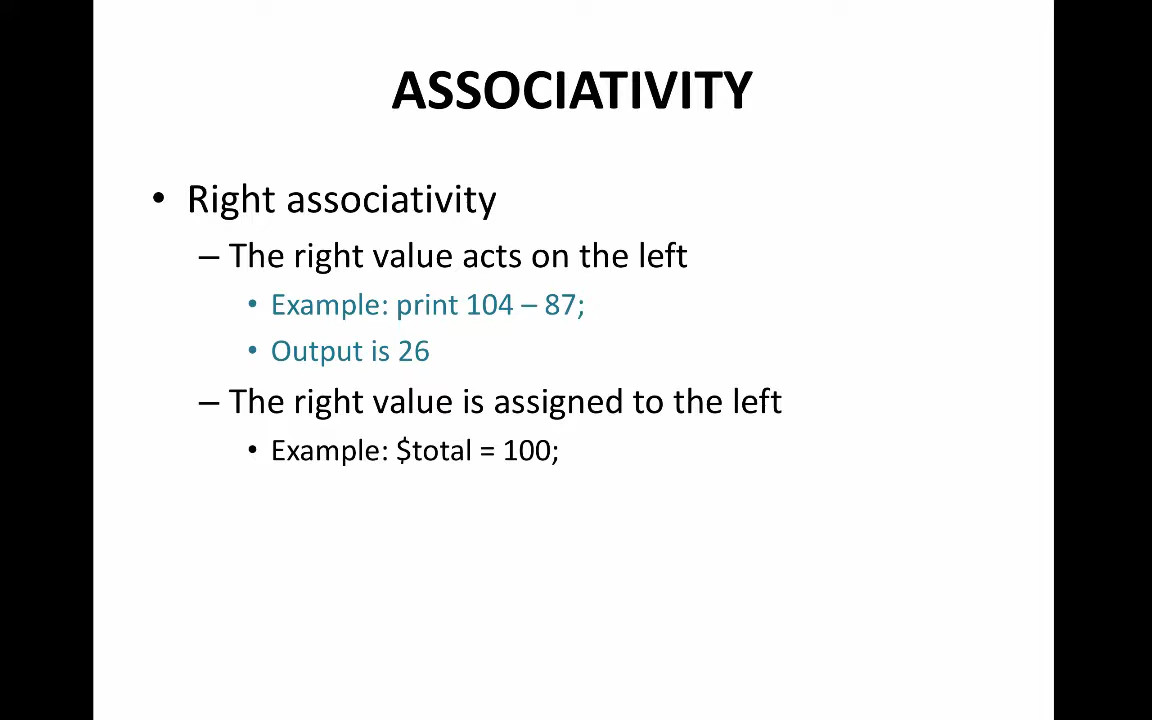 ASSOCIATIVITY
• Right associativity
– The right value acts on the left
• Example: print 104 – 87;
• Output is 26
– The right value is assigned to the left
• Example: $total = 100;